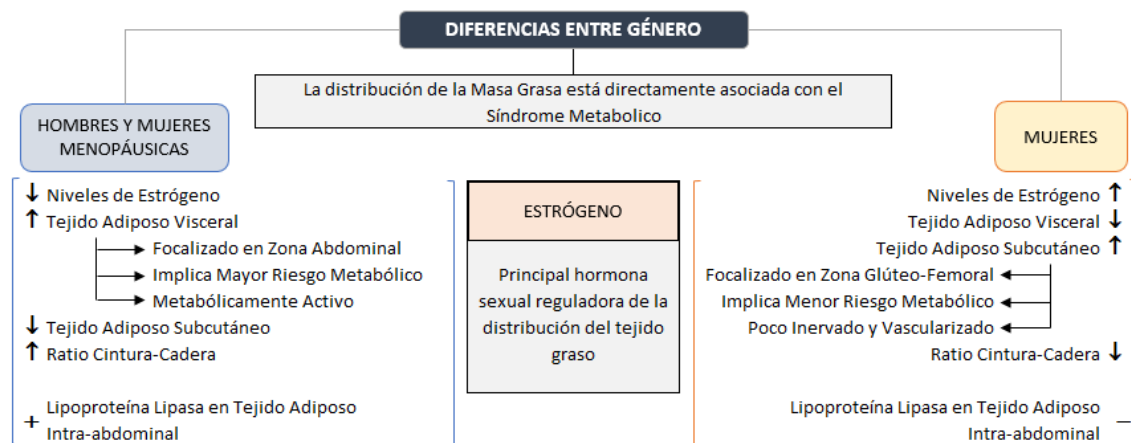 DIFERENCIAS ENTRE GÉNERO
La distribución de la Masa Grasa está directamente asociada con el
Síndrome Metabolico
HOMBRES Y MUJERES
MENOPÁUSICAS
↓ Niveles de Estrógeno
↑ Tejido Adiposo Visceral
Focalizado en Zona Abdominal
Implica Mayor Riesgo Metabólico
Metabólicamente Activo
↓ Tejido Adiposo Subcutáneo
↑ Ratio Cintura-Cadera
+ Lipoproteína Lipasa en Tejido Adiposo
Intra-abdominal
ESTRÓGENO
Principal hormona
sexual reguladora de la
distribución del tejido
graso
MUJERES
Niveles de Estrógeno ↑
Tejido Adiposo Visceral ↓
Tejido Adiposo Subcutáneo ↑
Focalizado en Zona Glúteo-Femoral
Implica Menor Riesgo Metabólico
Poco Inervado y Vascularizado
Ratio Cintura-Cadera ↓
Lipoproteína Lipasa en Tejido Adiposo
Intra-abdominal −